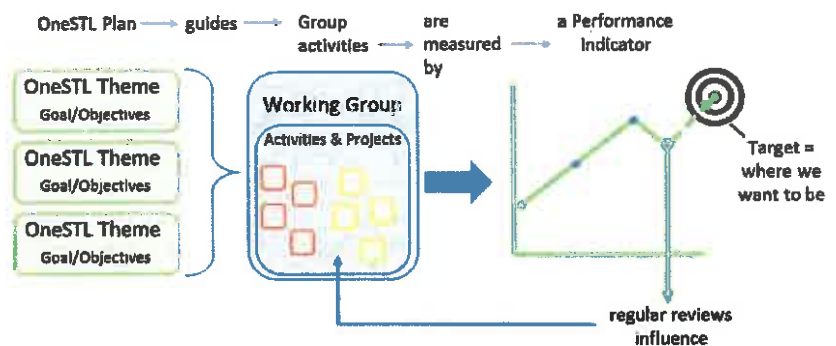 OneSTL Plan guides Group activities are measured by a Performance Indicator
OneSTL Theme
Goal/Objectives
OneSTL Theme
Goal/Objectives
OneSTL Theme
Goal/Objectives
Working Group
Activities & Projects
Target =
where we
want to be
regular reviews
influence